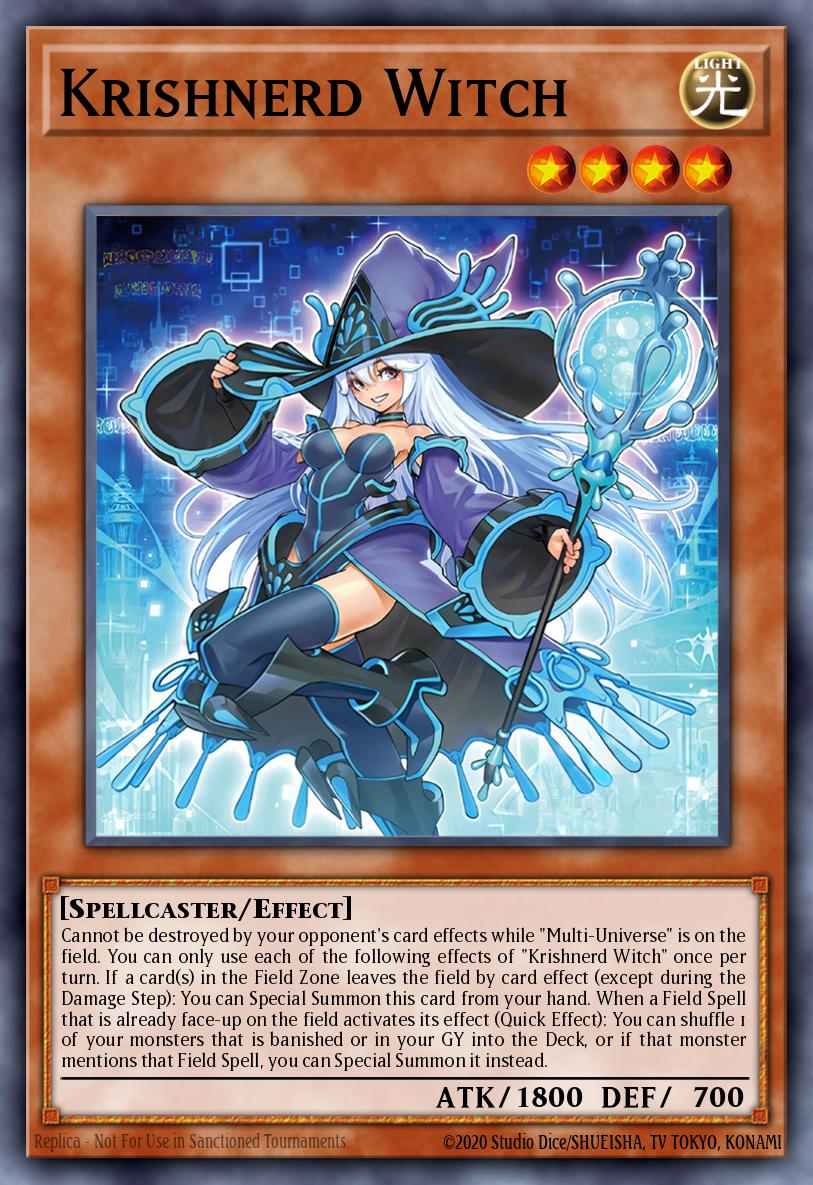 Krishnerd Witch
LIGHT
光
[Spellcaster/Effect]
Cannot be destroyed by your opponent's card effects while "Multi-Universe" is on the
field. You can only use each of the following effects of "Krishnerd Witch" once per
turn. If a card(s) in the Field Zone leaves the field by card effect (except during the
Damage Step): You can Special Summon this card from your hand. When a Field Spell
that is already face-up on the field activates its effect (Quick Effect): You can shuffle 1
of your monsters that is banished or in your GY into the Deck, or if that monster
mentions that Field Spell, you can Special Summon it instead.
ATK/1800 DEF/ 700
Replica - Not For Use in Sanctioned Tournaments.
©2020 Studio Dice/SHUEISHA, TV TOKYO, KONAMI